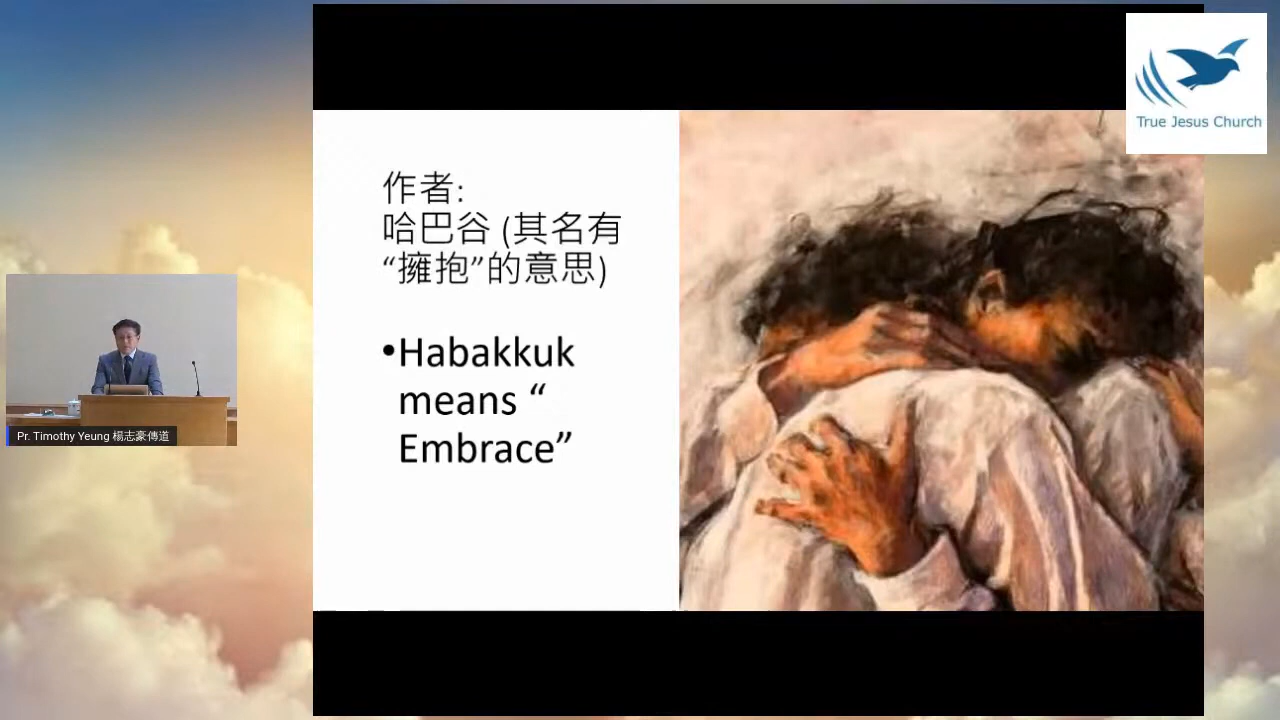 作者:
哈巴谷 (其名有
“擁抱”的意思)
•Habakkuk
means “
Embrace”
True Jesus Church
Pr. Timothy Yeung 楊志豪傳道